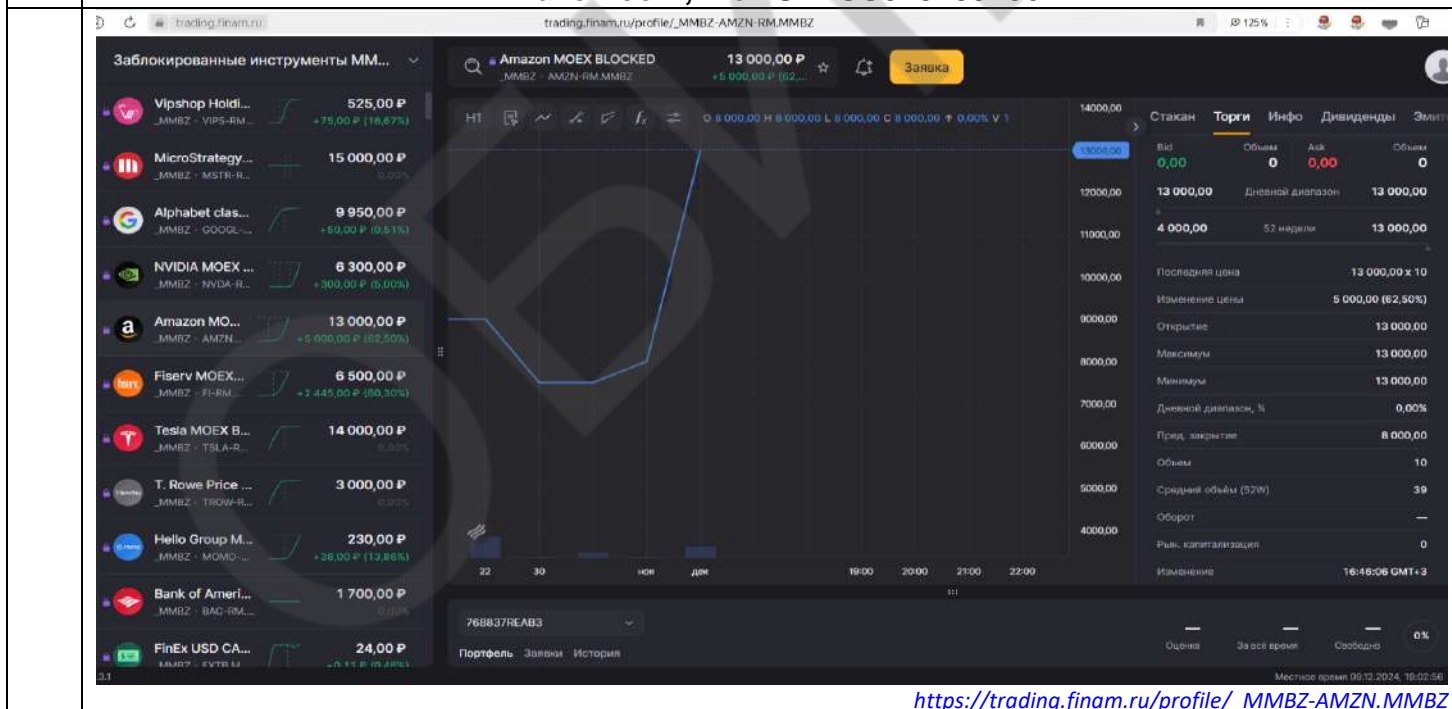 trading.finam.ru
trading.finam.ru/profile/_MMBZ-AMZN-RM.MMBZ
125%
Заблокированные инструменты ММ...
Vipshop Holdi...
525,00 ₽
_MMBZ · VIPS-RM...
+75,00 ₽ (16,67%)
MicroStrategy...
15 000,00 ₽
_MMBZ · MSTR-R...
0,00%
Alphabet clas...
9 950,00 ₽
_MMBZ · GOOGL-...
+50,00 ₽ (0,51%)
NVIDIA MOEX ...
6 300,00 ₽
_MMBZ · NVDA-R...
+300,00 ₽ (5,00%)
Amazon MO...
13 000,00 ₽
_MMBZ · AMZN...
+5 000,00 ₽ (62,50%)
Fiserv MOEX...
6 500,00 ₽
_MMBZ · FI-RM...
+2 445,00 ₽ (60,30%)
Tesla MOEX B...
14 000,00 ₽
_MMBZ · TSLA-R...
0,00%
T. Rowe Price ...
3 000,00 ₽
_MMBZ · TROW-R...
0,00%
Hello Group M...
230,00 ₽
_MMBZ · MOMO-...
+28,00 ₽ (13,86%)
Bank of Ameri...
1 700,00 ₽
_MMBZ · BAC-RM...
0,00%
FinEx USD CA...
24,00 ₽
Amazon MOEX BLOCKED
13 000,00 ₽
_MMBZ · AMZN-RM.MMBZ
+5 000,00 ₽ (62,...
Заявка
H1
O 8 000,00 H 8 000,00 L 8 000,00 C 8 000,00 0,00% V 1
14000,00
13000,00
12000,00
11000,00
10000,00
9000,00
8000,00
7000,00
6000,00
5000,00
4000,00
22 30 ноя дек 19:00 20:00 21:00 22:00
Стакан Торги Инфо Дивиденды Эмит
Bid Объем Ask Объем
0,00 0 0,00 0
13 000,00 Дневной диапазон 13 000,00
4 000,00 52 недели 13 000,00
Последняя цена 13 000,00 x 10
Изменение цены 5 000,00 (62,50%)
Открытие 13 000,00
Максимум 13 000,00
Минимум 13 000,00
Дневной диапазон, % 0,00%
Пред. закрытие 8 000,00
Объем 10
Средний объём (52W) 39
Оборот —
Рын. капитализация 0
Изменение 16:46:06 GMT+3
768837REAB3
Портфель Заявки История
Оценка За всё время Свободно 0%
3.1
Местное время 09.12.2024, 19:02:56
https://trading.finam.ru/profile/_MMBZ-AMZN.MMBZ